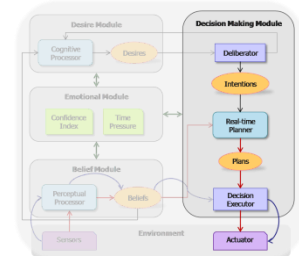 Desire Module
Cognitive
Processor
Desires
Emotional Module
Confidence
Index
Time
Pressure
Belief Module
Perceptual
Processor
Beliefs
Sensors
Environment
Decision Making Module
Deliberator
Intentions
Real-time
Planner
Plans
Decision
Executor
Actuator